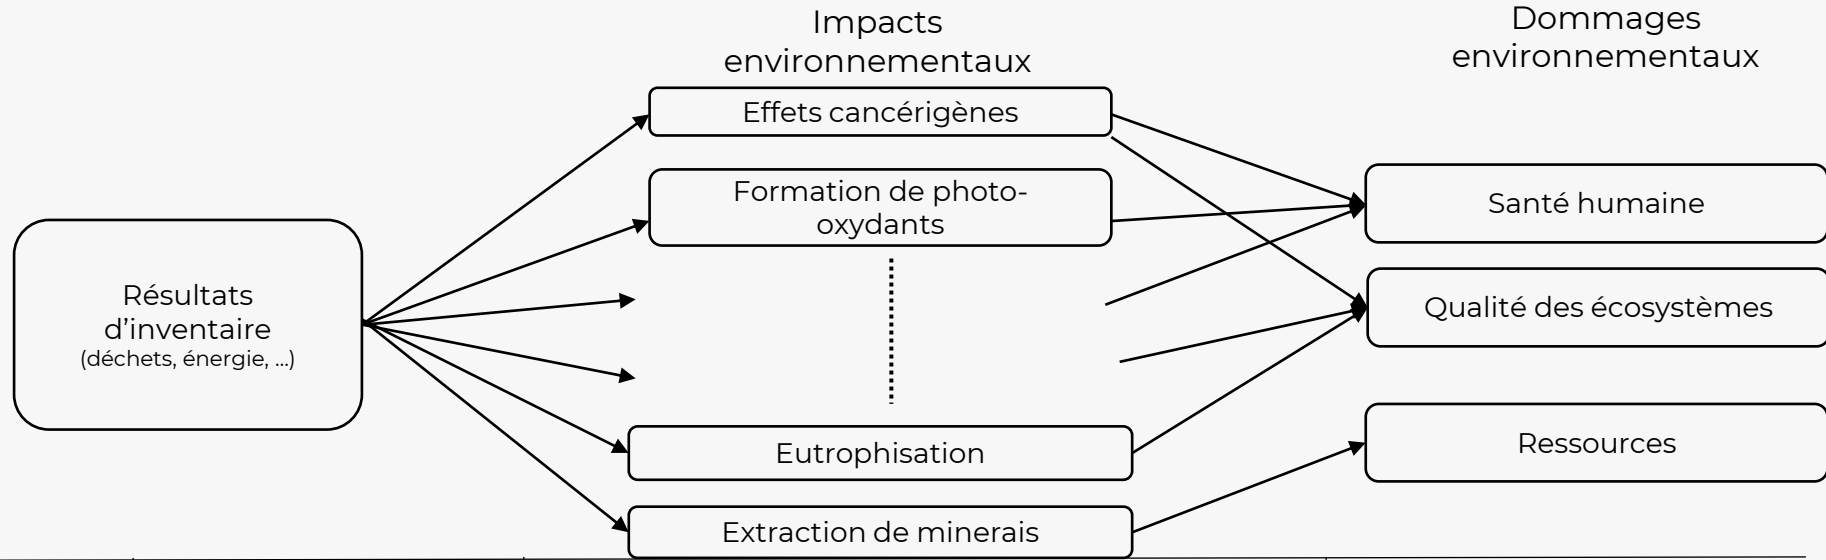 Impacts
environnementaux
Dommages
environnementaux
Effets cancérigènes
Formation de photo-
oxydants
Santé humaine
Résultats
d’inventaire
(déchets, énergie, ...)
Qualité des écosystèmes
Eutrophisation
Ressources
Extraction de minerais